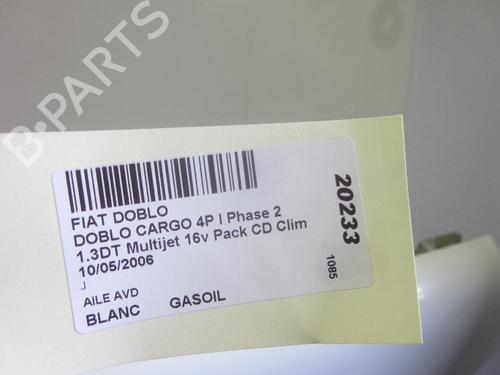 B-PARTS
FIAT DOBLO
DOBLO CARGO 4P I Phase 2
1.3DT Multijet 16v Pack CD Clim
10/05/2006
J
AILE AVD
BLANC GASOIL
20233
1085